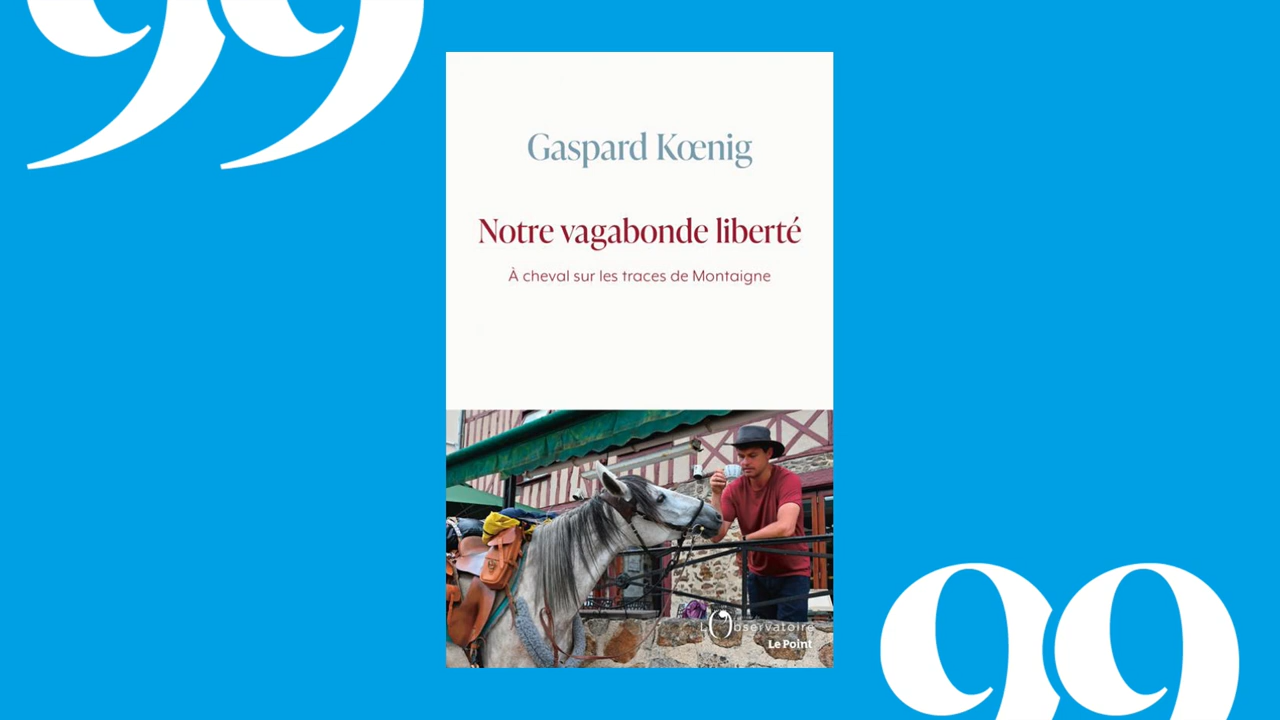 Gaspard Kœnig
Notre vagabonde liberté
À cheval sur les traces de Montaigne
L'Observatoire
Le Point